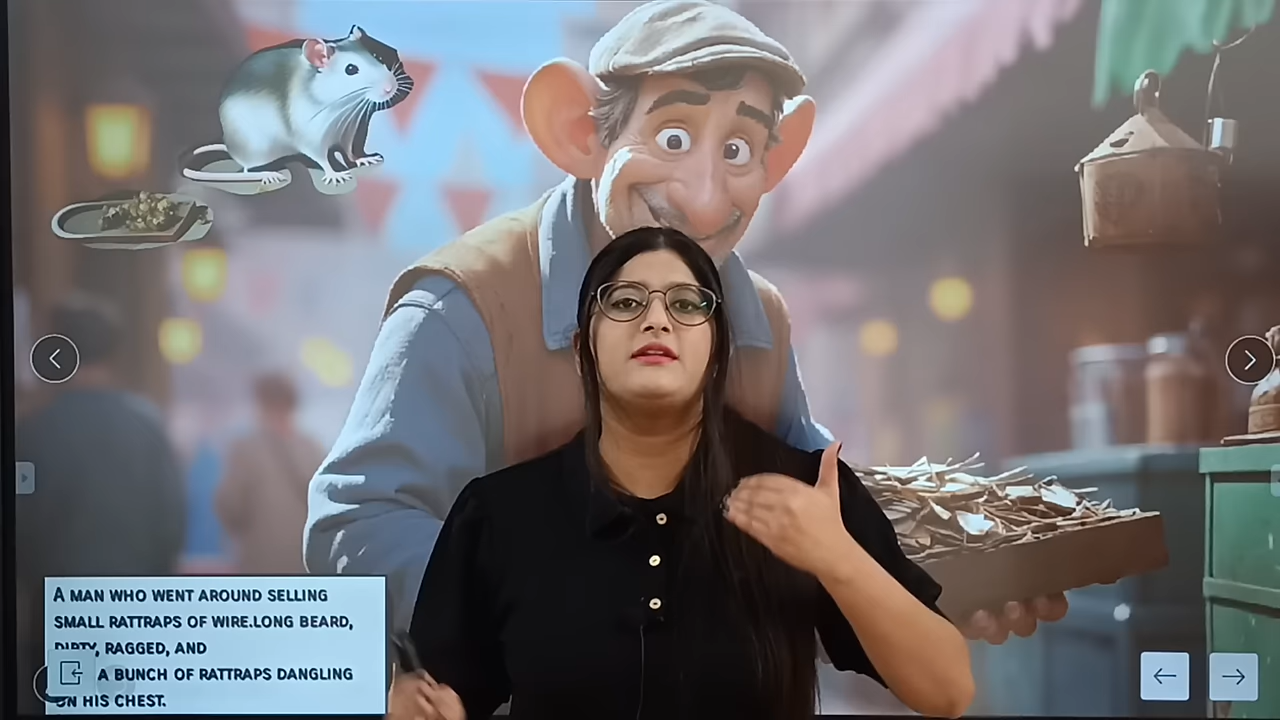 A MAN WHO WENT AROUND SELLING
SMALL RATTRAPS OF WIRE.LONG BEARD,
DIRTY, RAGGED, AND
A BUNCH OF RATTRAPS DANGLING
ON HIS CHEST.